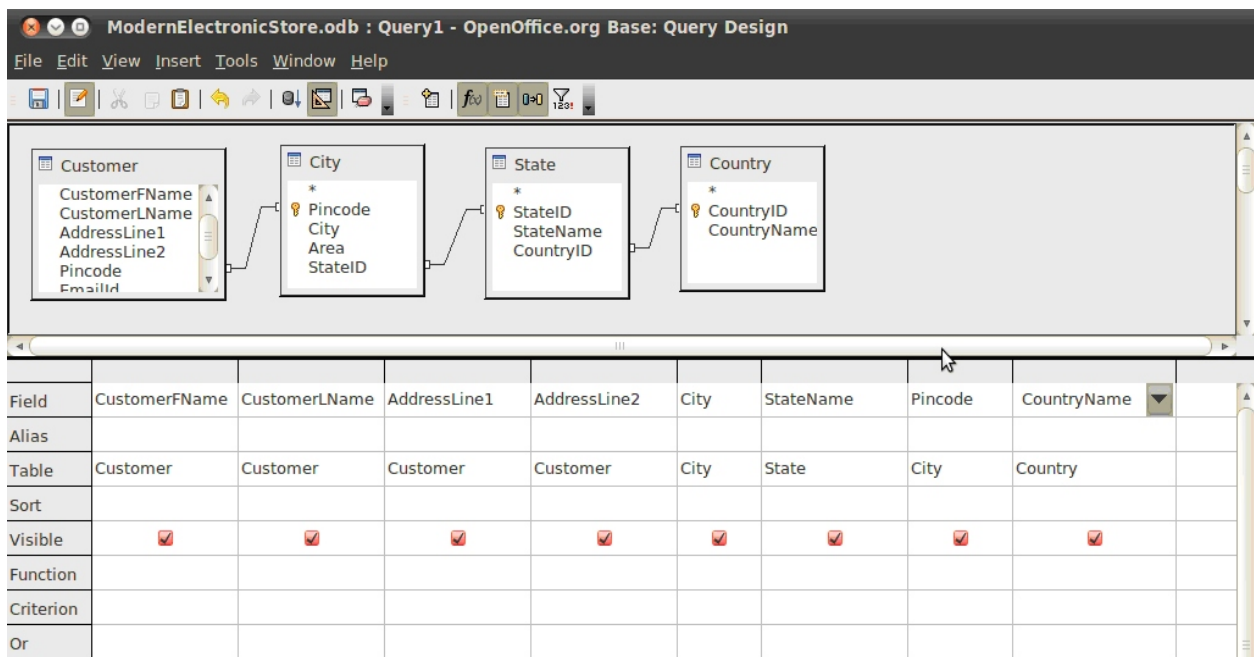 ModernElectronicStore.odb : Query1 - OpenOffice.org Base: Query Design
File Edit View Insert Tools Window Help
f(x) 123!
Customer
CustomerFName
CustomerLName
AddressLine1
AddressLine2
Pincode
EmailId
City
*
Pincode
City
Area
StateID
State
*
StateID
StateName
CountryID
Country
*
CountryID
CountryName
Field CustomerFName CustomerLName AddressLine1 AddressLine2 City StateName Pincode CountryName
Alias
Table Customer Customer Customer Customer City State City Country
Sort
Visible
Function
Criterion
Or